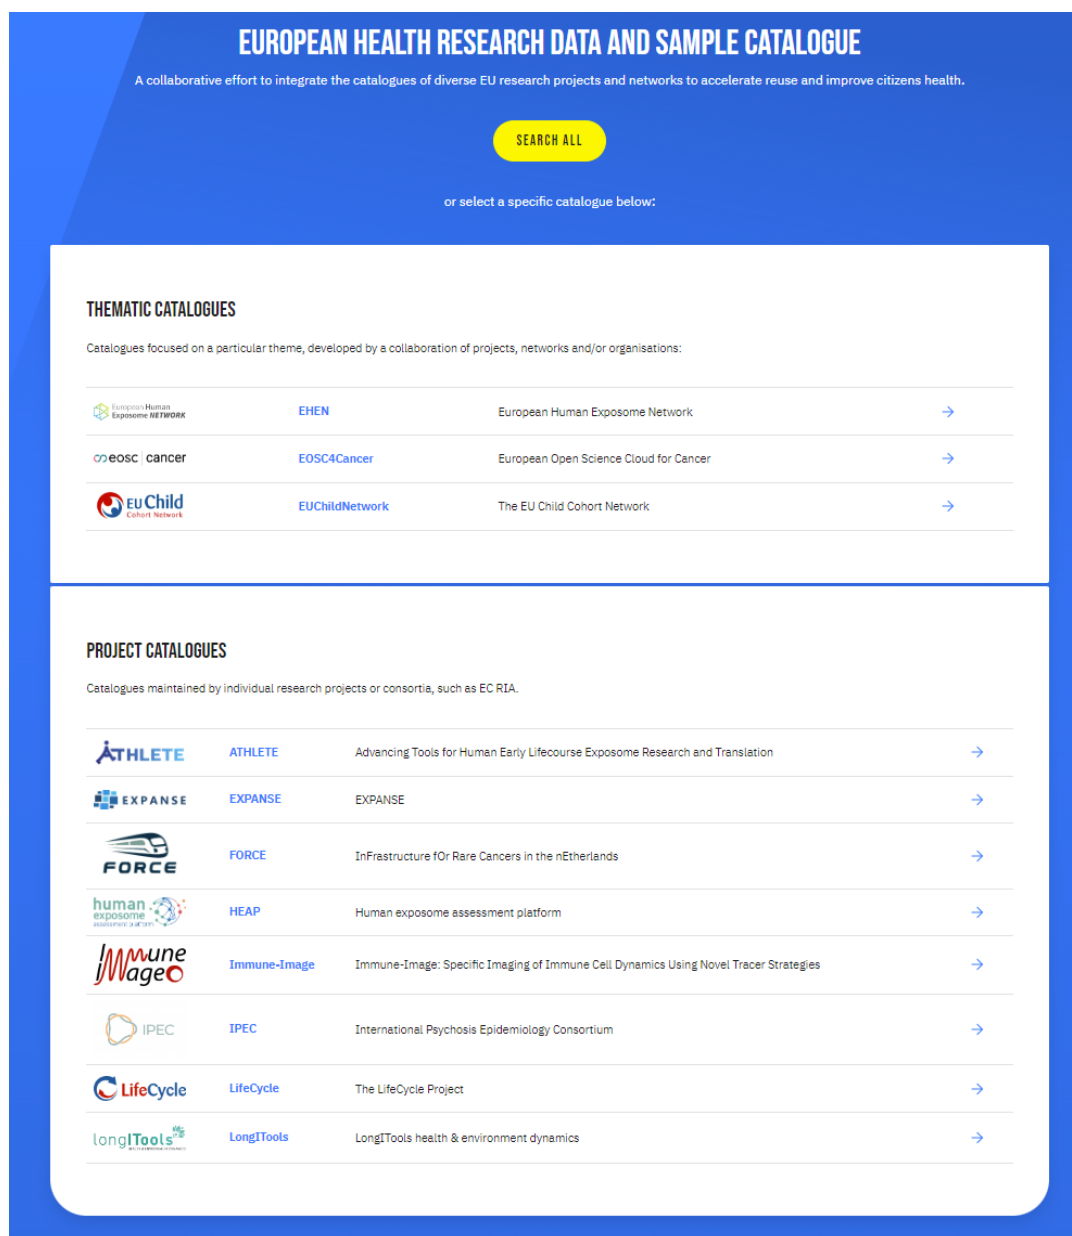 EUROPEAN HEALTH RESEARCH DATA AND SAMPLE CATALOGUE
A collaborative effort to integrate the catalogues of diverse EU research projects and networks to accelerate reuse and improve citizens health.
SEARCH ALL
or select a specific catalogue below:
THEMATIC CATALOGUES
Catalogues focused on a particular theme, developed by a collaboration of projects, networks and/or organisations:
European Human
Exposome NETWORK
EHEN
European Human Exposome Network
eosc | cancer
EOSC4Cancer
European Open Science Cloud for Cancer
EU Child
Cohort Network
EUChildNetwork
The EU Child Cohort Network
PROJECT CATALOGUES
Catalogues maintained by individual research projects or consortia, such as EC RIA.
ATHLETE
ATHLETE
Advancing Tools for Human Early Lifecourse Exposome Research and Translation
EXPANSE
EXPANSE
EXPANSE
FORCE
FORCE
InFrastructure fOr Rare Cancers in the nEtherlands
human
exposome
assessment platform
HEAP
Human exposome assessment platform
Immune
Image
Immune-Image
Immune-Image: Specific Imaging of Immune Cell Dynamics Using Novel Tracer Strategies
IPEC
IPEC
International Psychosis Epidemiology Consortium
LifeCycle
LifeCycle
The LifeCycle Project
longITools
LongITools
LongITools health & environment dynamics